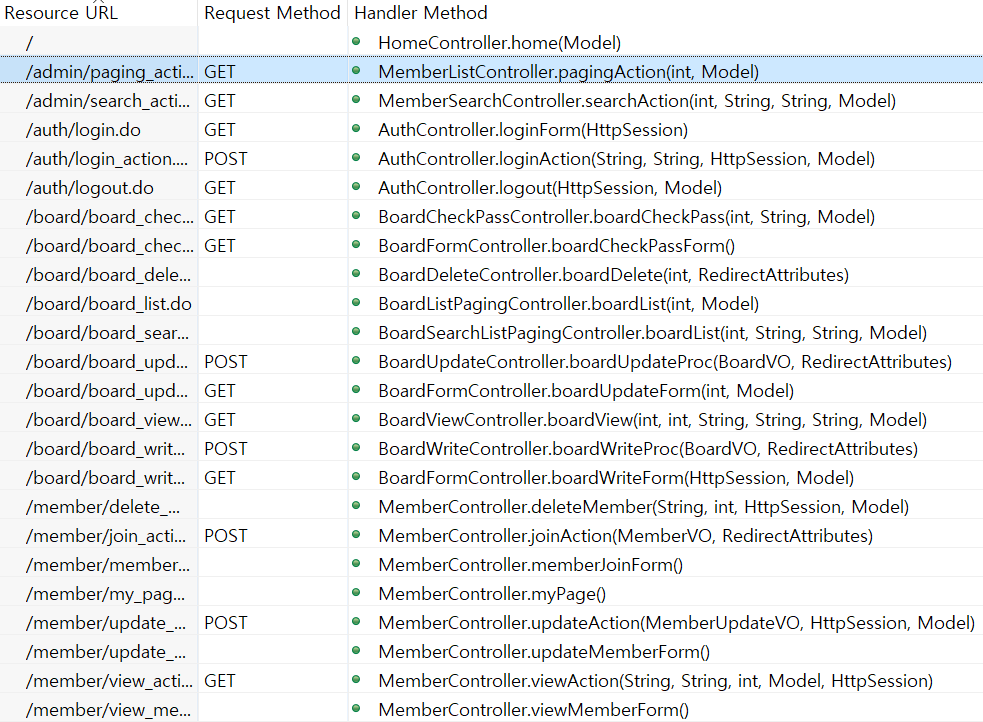 Resource URL Request Method Handler Method
/ HomeController.home(Model)
/admin/paging_acti... GET MemberListController.pagingAction(int, Model)
/admin/search_acti... GET MemberSearchController.searchAction(int, String, String, Model)
/auth/login.do GET AuthController.loginForm(HttpSession)
/auth/login_action.... POST AuthController.loginAction(String, String, HttpSession, Model)
/auth/logout.do GET AuthController.logout(HttpSession, Model)
/board/board_chec... GET BoardCheckPassController.boardCheckPass(int, String, Model)
/board/board_chec... GET BoardFormController.boardCheckPassForm()
/board/board_dele... BoardDeleteController.boardDelete(int, RedirectAttributes)
/board/board_list.do BoardListPagingController.boardList(int, Model)
/board/board_sear... BoardSearchListPagingController.boardList(int, String, String, Model)
/board/board_upd... POST BoardUpdateController.boardUpdateProc(BoardVO, RedirectAttributes)
/board/board_upd... GET BoardFormController.boardUpdateForm(int, Model)
/board/board_view... GET BoardViewController.boardView(int, int, String, String, String, Model)
/board/board_writ... POST BoardWriteController.boardWriteProc(BoardVO, RedirectAttributes)
/board/board_writ... GET BoardFormController.boardWriteForm(HttpSession, Model)
/member/delete_... MemberController.deleteMember(String, int, HttpSession, Model)
/member/join_acti... POST MemberController.joinAction(MemberVO, RedirectAttributes)
/member/member... MemberController.memberJoinForm()
/member/my_pag... MemberController.myPage()
/member/update_... POST MemberController.updateAction(MemberUpdateVO, HttpSession, Model)
/member/update_... MemberController.updateMemberForm()
/member/view_acti... GET MemberController.viewAction(String, String, int, Model, HttpSession)
/member/view_me... MemberController.viewMemberForm()